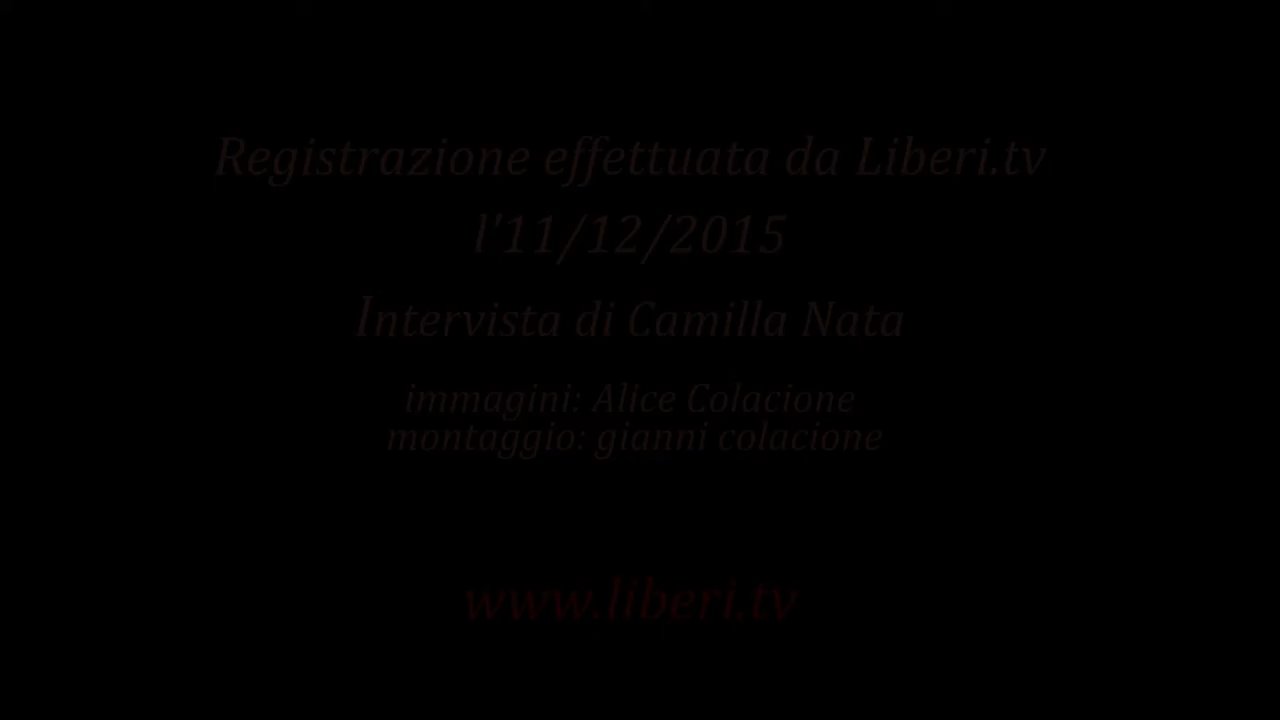 Registrazione effettuata da Liberi.tv
l'11/12/2015
Intervista di Camilla Nata
immagini: Alice Colacione
montaggio: gianni colacione
www.liberi.tv